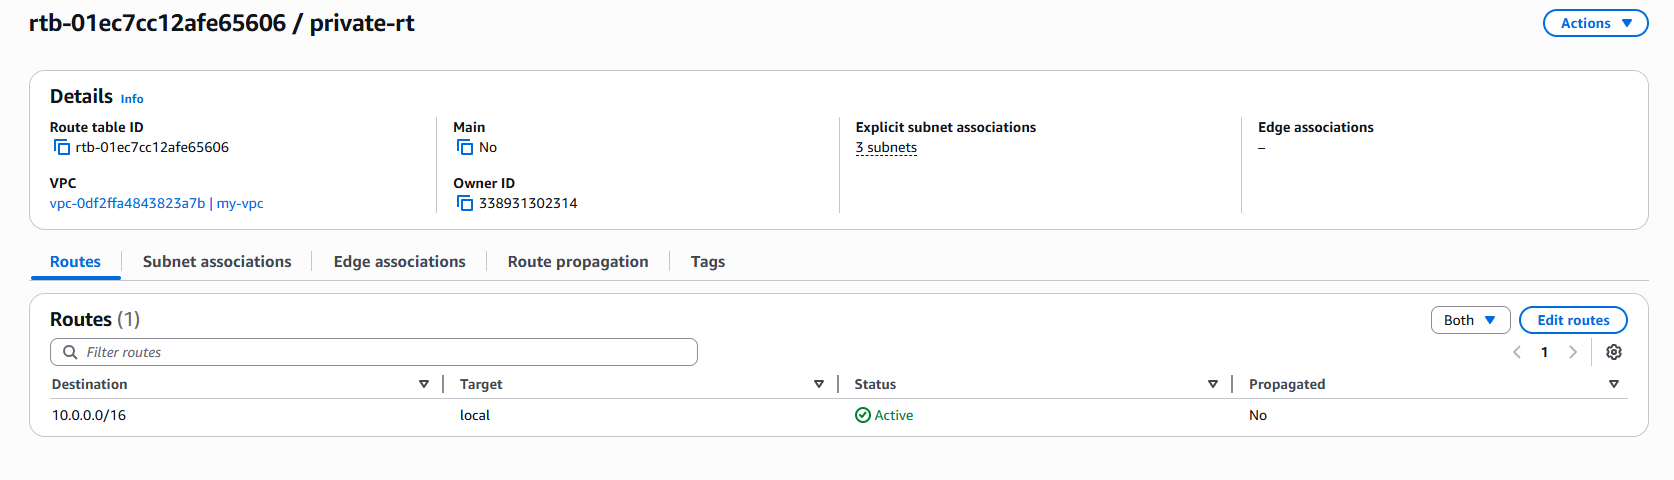 rtb-01ec7cc12afe65606 / private-rt
Actions
Details Info
Route table ID
rtb-01ec7cc12afe65606
Main
No
Explicit subnet associations
3 subnets
Edge associations
–
VPC
vpc-0df2ffa4843823a7b | my-vpc
Owner ID
338931302314
Routes Subnet associations Edge associations Route propagation Tags
Routes (1)
Both Edit routes
Filter routes
1
Destination Target Status Propagated
10.0.0.0/16 local Active No